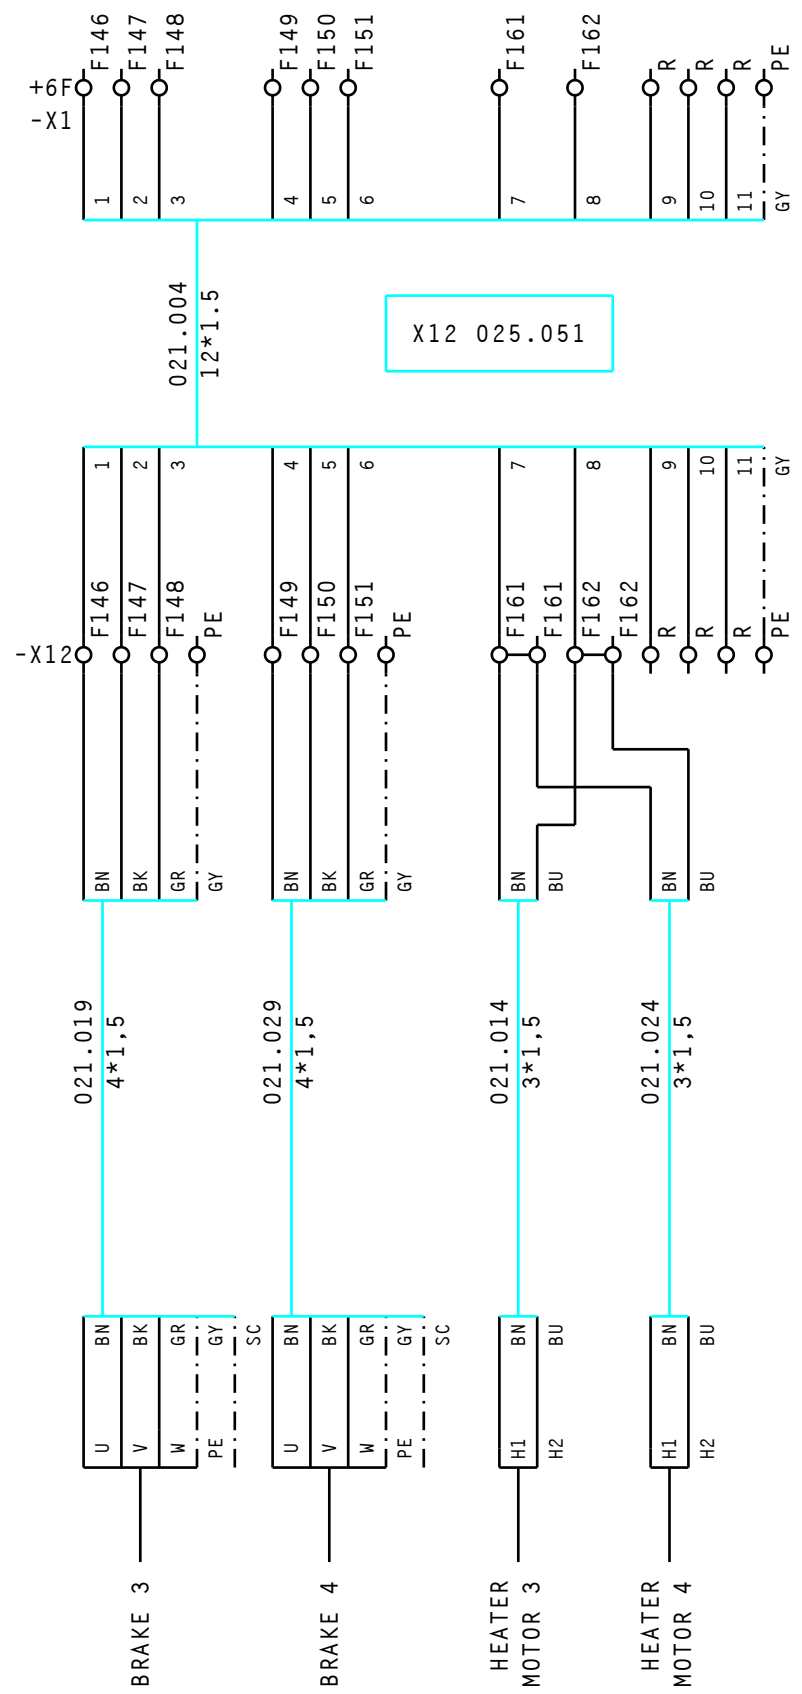 F146 F147 F148 F149 F150 F151 F161 F162 R R R PE
+6F
-X1
1 2 3 4 5 6 7 8 9 10 11 GY
021.004
12*1.5
X12 025.051
1 2 3 4 5 6 7 8 9 10 11 GY
F146 F147 F148 PE F149 F150 F151 PE F161 F161 F162 F162 R R R PE
-X12
BN BK GR GY BN BK GR GY BN BU BN BU
021.019
4*1,5
021.029
4*1,5
021.014
3*1,5
021.024
3*1,5
BN BK GR GY SC BN BK GR GY SC BN BU BN BU
U V W PE U V W PE H1 H2 H1 H2
BRAKE 3
BRAKE 4
HEATER
MOTOR 3
HEATER
MOTOR 4